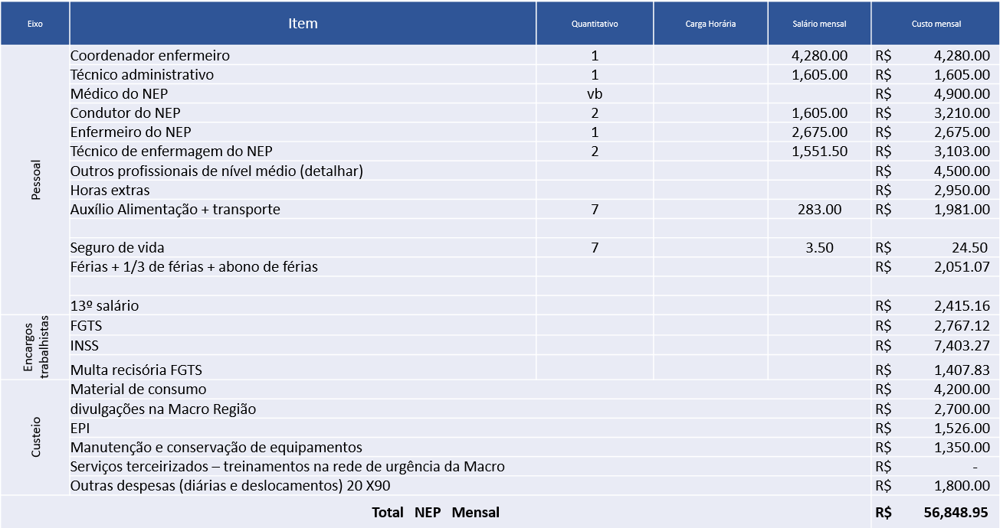 Eixo Item Quantitativo Carga Horária Salário mensal Custo mensal
Pessoal
Coordenador enfermeiro 1 4,280.00 R$ 4,280.00
Técnico administrativo 1 1,605.00 R$ 1,605.00
Médico do NEP vb R$ 4,900.00
Condutor do NEP 2 1,605.00 R$ 3,210.00
Enfermeiro do NEP 1 2,675.00 R$ 2,675.00
Técnico de enfermagem do NEP 2 1,551.50 R$ 3,103.00
Outros profissionais de nível médio (detalhar) R$ 4,500.00
Horas extras R$ 2,950.00
Auxílio Alimentação + transporte 7 283.00 R$ 1,981.00
Seguro de vida 7 3.50 R$ 24.50
Férias + 1/3 de férias + abono de férias R$ 2,051.07
13º salário R$ 2,415.16
Encargos
trabalhistas
FGTS R$ 2,767.12
INSS R$ 7,403.27
Multa recisória FGTS R$ 1,407.83
Custeio
Material de consumo R$ 4,200.00
divulgações na Macro Região R$ 2,700.00
EPI R$ 1,526.00
Manutenção e conservação de equipamentos R$ 1,350.00
Serviços terceirizados – treinamentos na rede de urgência da Macro R$ -
Outras despesas (diárias e deslocamentos) 20 X90 R$ 1,800.00
Total NEP Mensal R$ 56,848.95